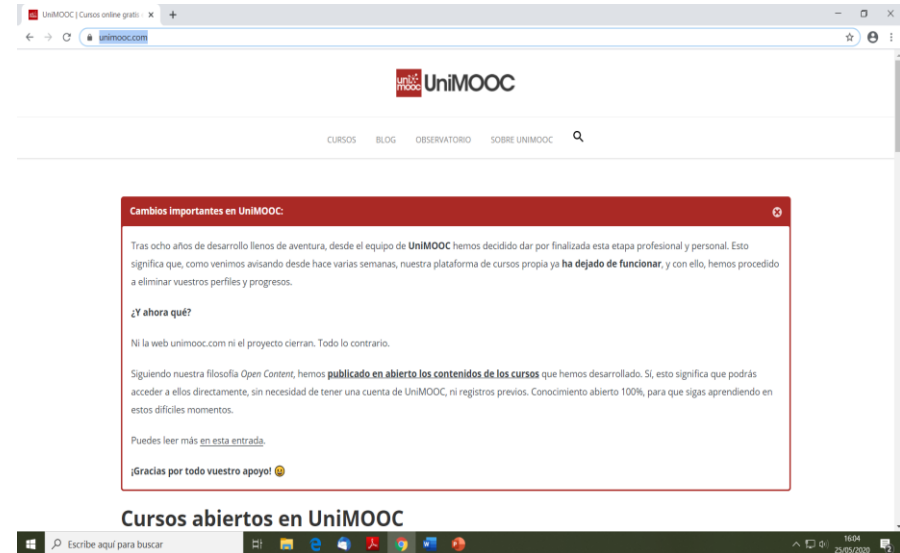 UniMOOC | Cursos online gratis
unimooc.com
uni mooc UniMOOC
CURSOS BLOG OBSERVATORIO SOBRE UNIMOOC
Cambios importantes en UniMOOC:
Tras ocho años de desarrollo llenos de aventura, desde el equipo de UniMOOC hemos decidido dar por finalizada esta etapa profesional y personal. Esto
significa que, como venimos avisando desde hace varias semanas, nuestra plataforma de cursos propia ya ha dejado de funcionar, y con ello, hemos procedido
a eliminar vuestros perfiles y progresos.
¿Y ahora qué?
Ni la web unimooc.com ni el proyecto cierran. Todo lo contrario.
Siguiendo nuestra filosofía Open Content, hemos publicado en abierto los contenidos de los cursos que hemos desarrollado. Sí, esto significa que podrás
acceder a ellos directamente, sin necesidad de tener una cuenta de UniMOOC, ni registros previos. Conocimiento abierto 100%, para que sigas aprendiendo en
estos difíciles momentos.
Puedes leer más en esta entrada.
¡Gracias por todo vuestro apoyo! 😀
Cursos abiertos en UniMOOC
Escribe aquí para buscar
16:04
25/05/2020